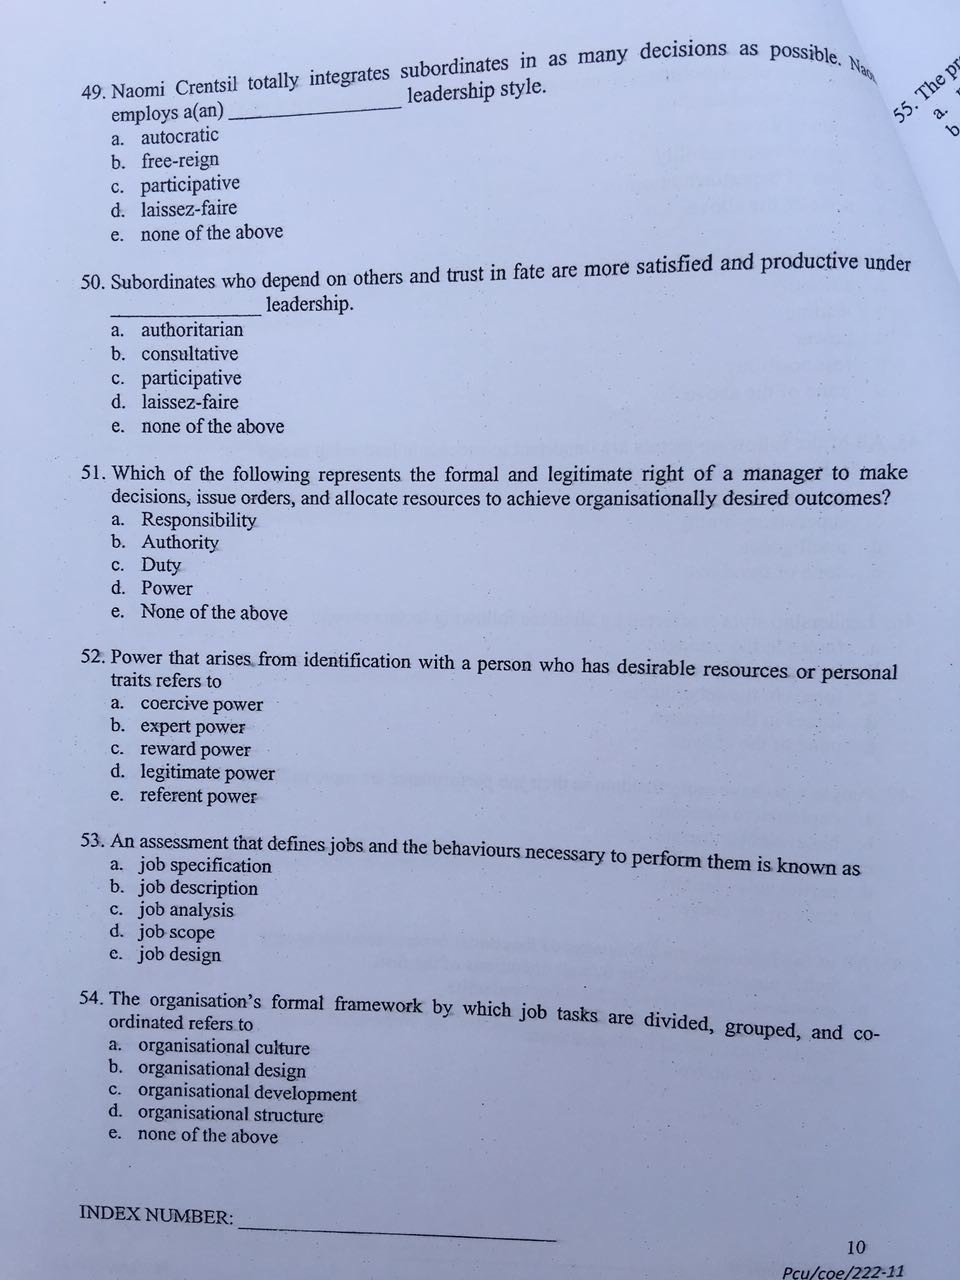 49. Naomi Crentsil totally integrates subordinates in as many decisions as possible.
employs a(an) ________________ leadership style.
a. autocratic
b. free-reign
c. participative
d. laissez-faire
e. none of the above
50. Subordinates who depend on others and trust in fate are more satisfied and productive under
________________ leadership.
a. authoritarian
b. consultative
c. participative
d. laissez-faire
e. none of the above
51. Which of the following represents the formal and legitimate right of a manager to make
decisions, issue orders, and allocate resources to achieve organisationally desired outcomes?
a. Responsibility
b. Authority
c. Duty
d. Power
e. None of the above
52. Power that arises from identification with a person who has desirable resources or personal
traits refers to
a. coercive power
b. expert power
c. reward power
d. legitimate power
e. referent power
53. An assessment that defines jobs and the behaviours necessary to perform them is known as
a. job specification
b. job description
c. job analysis
d. job scope
e. job design
54. The organisation's formal framework by which job tasks are divided, grouped, and co-
ordinated refers to
a. organisational culture
b. organisational design
c. organisational development
d. organisational structure
e. none of the above
INDEX NUMBER: ________________
10
Pcu/coe/222-11
55. The
a.
b